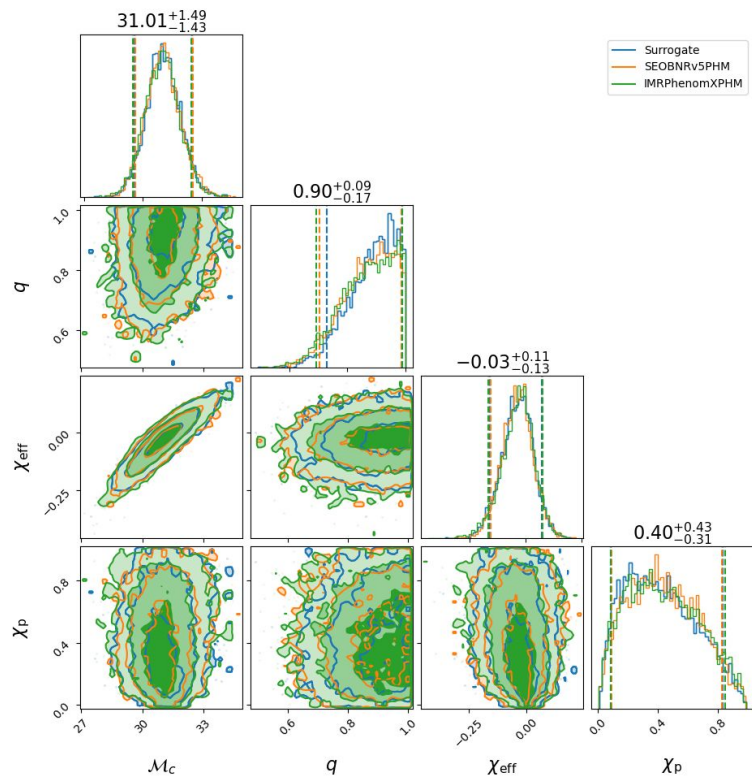 31.01^{+1.49}_{-1.43}
Surrogate
SEOBNRv5PHM
IMRPhenomXPHM
0.90^{+0.09}_{-0.17}
q
1.0
0.8
0.6
−0.03^{+0.11}_{-0.13}
χ_eff
0.00
−0.25
0.40^{+0.43}_{-0.31}
χ_p
0.8
0.4
0.0
27 30 33 0.6 0.8 1.0 −0.25 0.00 0.0 0.4 0.8
ℳ_c q χ_eff χ_p